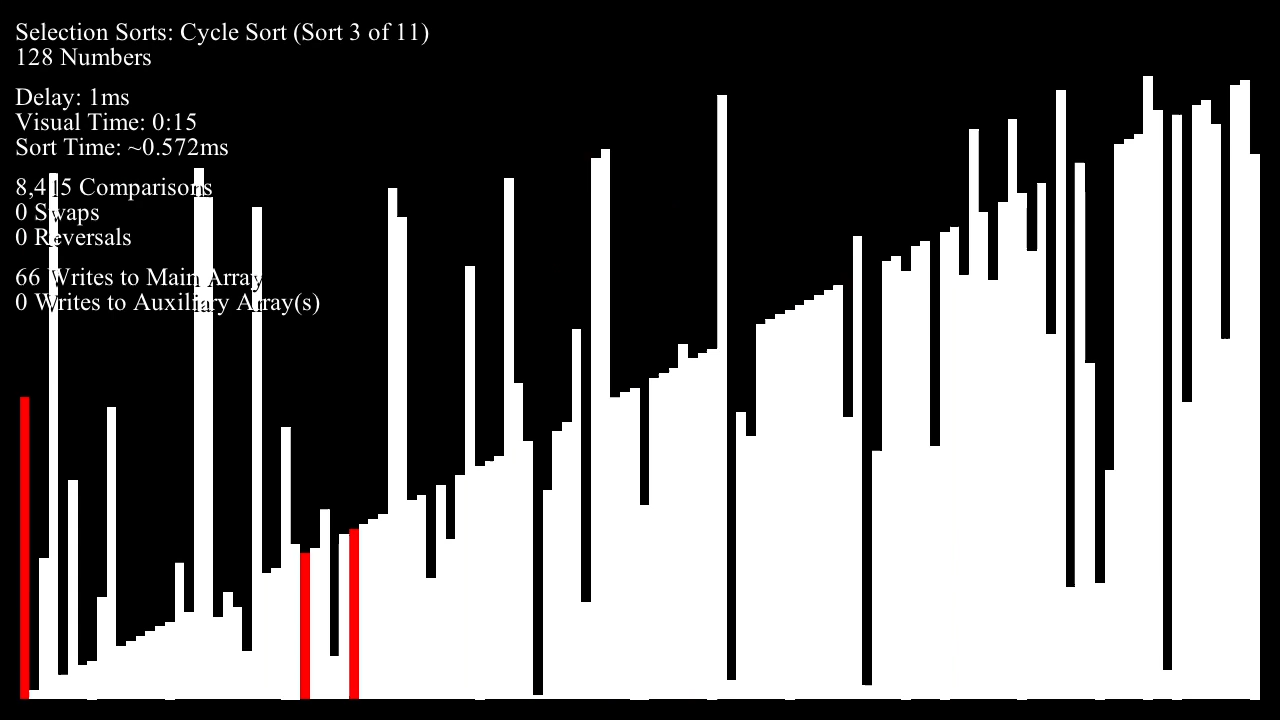 Selection Sorts: Cycle Sort (Sort 3 of 11)
128 Numbers
Delay: 1ms
Visual Time: 0:15
Sort Time: ~0.572ms
8,415 Comparisons
0 Swaps
0 Reversals
66 Writes to Main Array
0 Writes to Auxiliary Array(s)